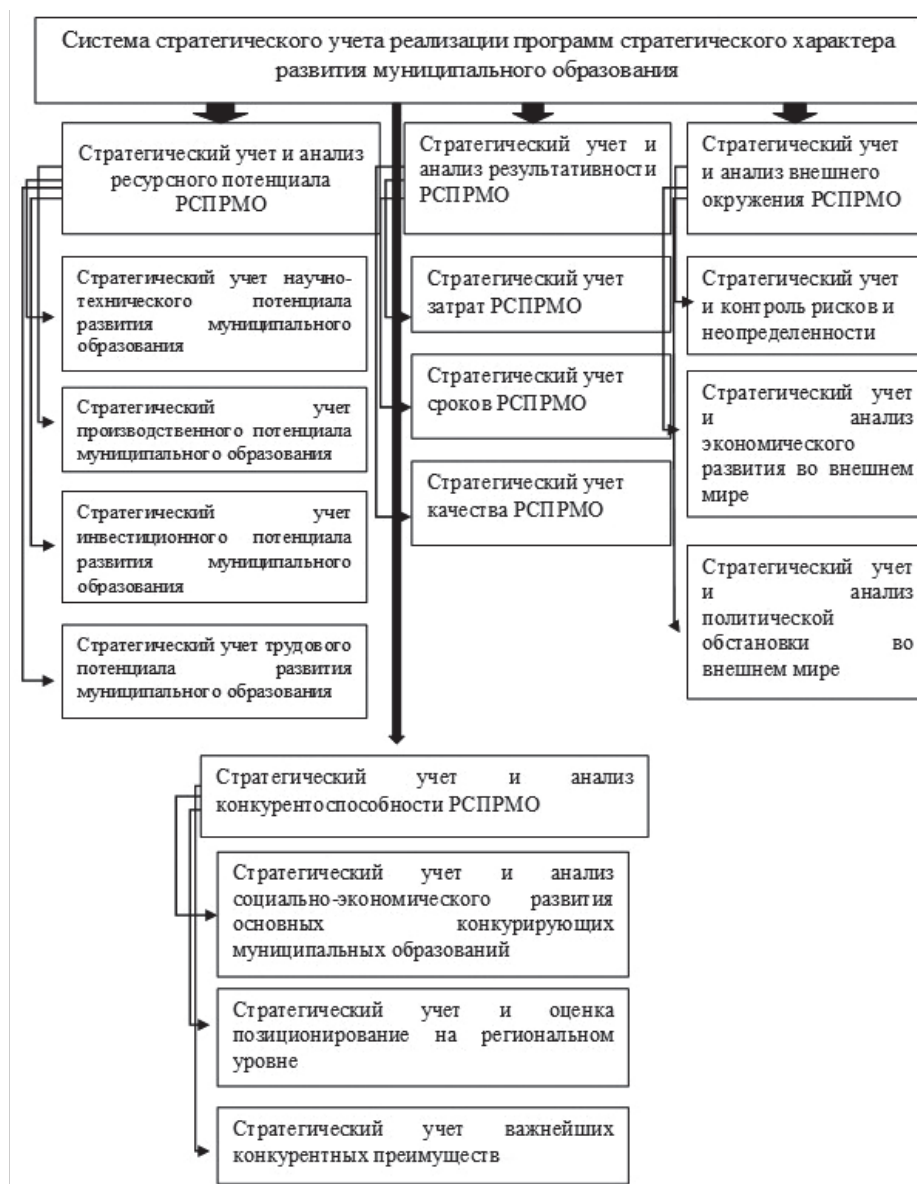 Система стратегического учета реализации программ стратегического характера
развития муниципального образования
Стратегический учет и анализ
ресурсного потенциала
РСПРМО
Стратегический учет научно-
технического потенциала
развития муниципального
образования
Стратегический учет
производственного потенциала
муниципального образования
Стратегический учет
инвестиционного потенциала
развития муниципального
образования
Стратегический учет трудового
потенциала развития
муниципального образования
Стратегический учет и
анализ результативности
РСПРМО
Стратегический учет
затрат РСПРМО
Стратегический учет
сроков РСПРМО
Стратегический учет
качества РСПРМО
Стратегический учет
и анализ внешнего
окружения РСПРМО
Стратегический учет
и контроль рисков и
неопределенности
Стратегический учет
и анализ
экономического
развития во внешнем
мире
Стратегический учет
и анализ
политической
обстановки во
внешнем мире
Стратегический учет и анализ
конкурентоспособности РСПРМО
Стратегический учет и анализ
социально-экономического развития
основных конкурирующих
муниципальных образований
Стратегический учет и оценка
позиционирование на региональном
уровне
Стратегический учет важнейших
конкурентных преимуществ